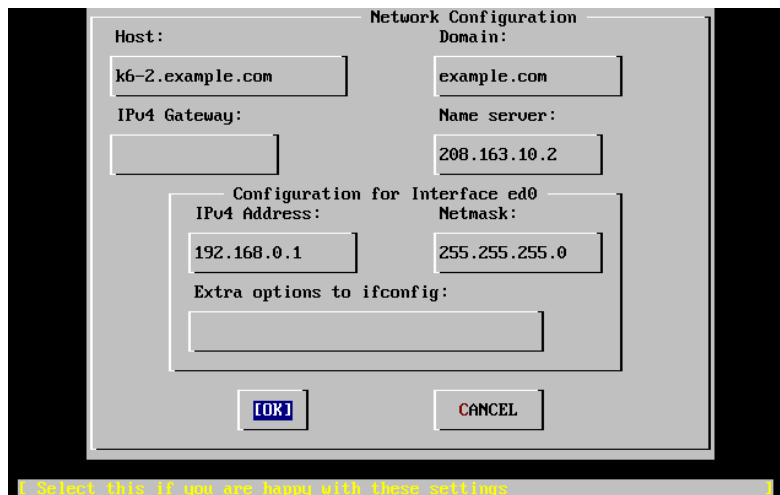 Network Configuration
Host: Domain:
k6-2.example.com example.com
IPv4 Gateway: Name server:
208.163.10.2
Configuration for Interface ed0
IPv4 Address: Netmask:
192.168.0.1 255.255.255.0
Extra options to ifconfig:
[OK] CANCEL
[ Select this if you are happy with these settings ]